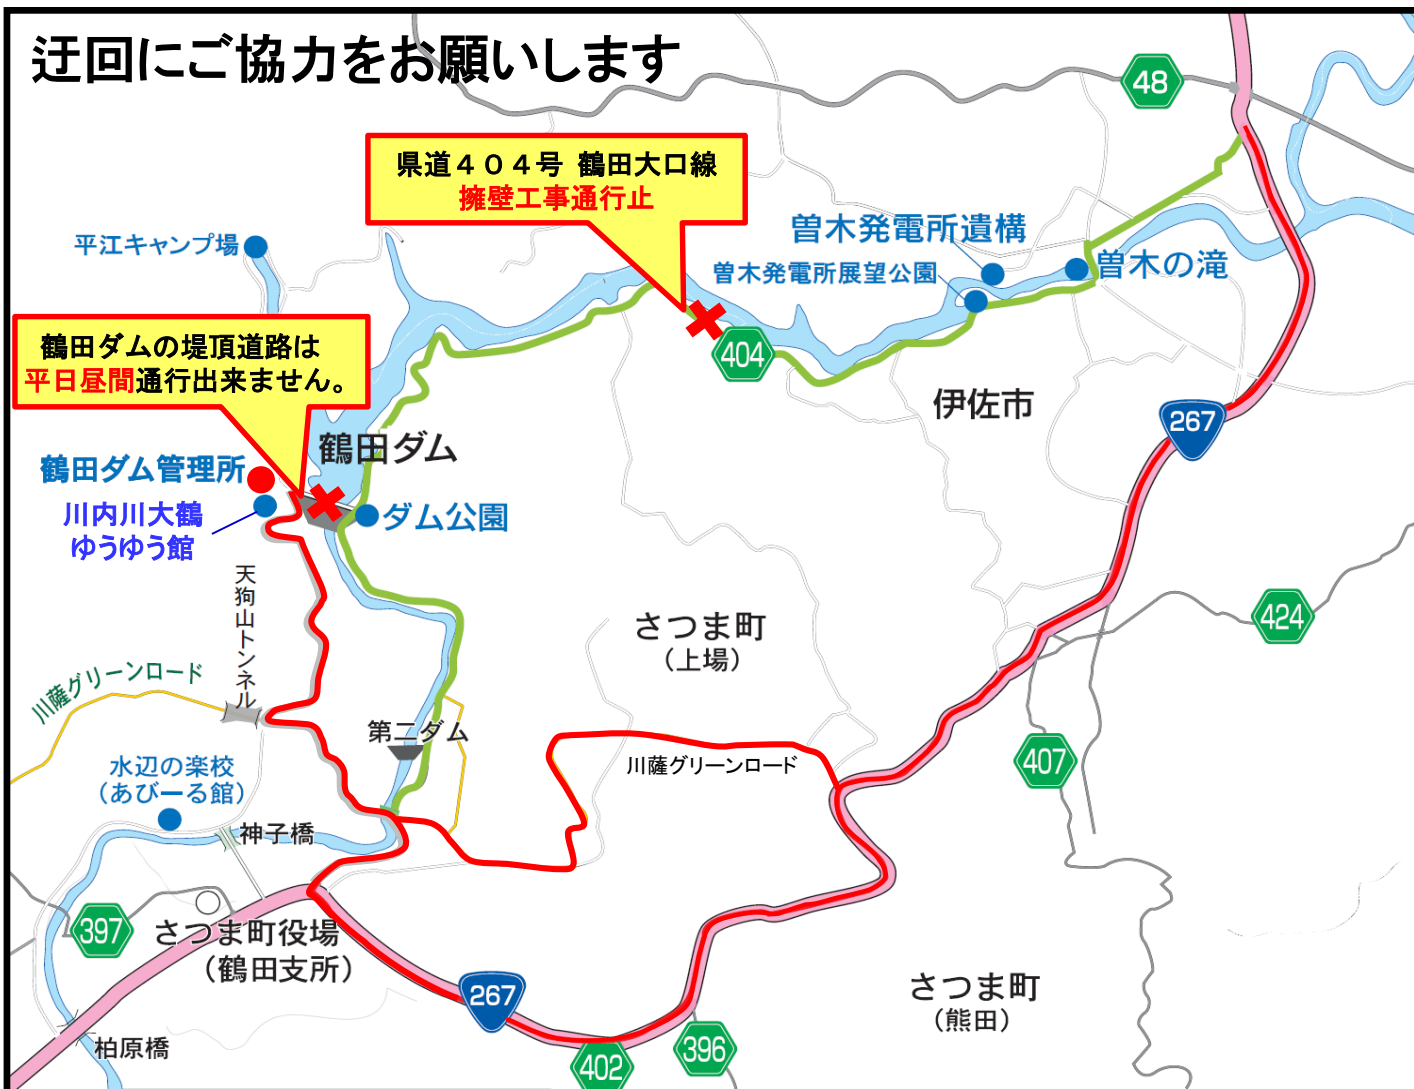 迂回にご協力をお願いします
48
県道４０４号 鶴田大口線
擁壁工事通行止
平江キャンプ場
曽木発電所遺構
曽木発電所展望公園
曽木の滝
鶴田ダムの堤頂道路は
平日昼間通行出来ません。
404
伊佐市
267
鶴田ダム
鶴田ダム管理所
川内川大鶴
ゆうゆう館
ダム公園
天狗山トンネル
さつま町
（上場）
424
川薩グリーンロード
第二ダム
川薩グリーンロード
407
水辺の楽校
（あびーる館）
神子橋
397
さつま町役場
（鶴田支所）
267
さつま町
（熊田）
柏原橋
402
396